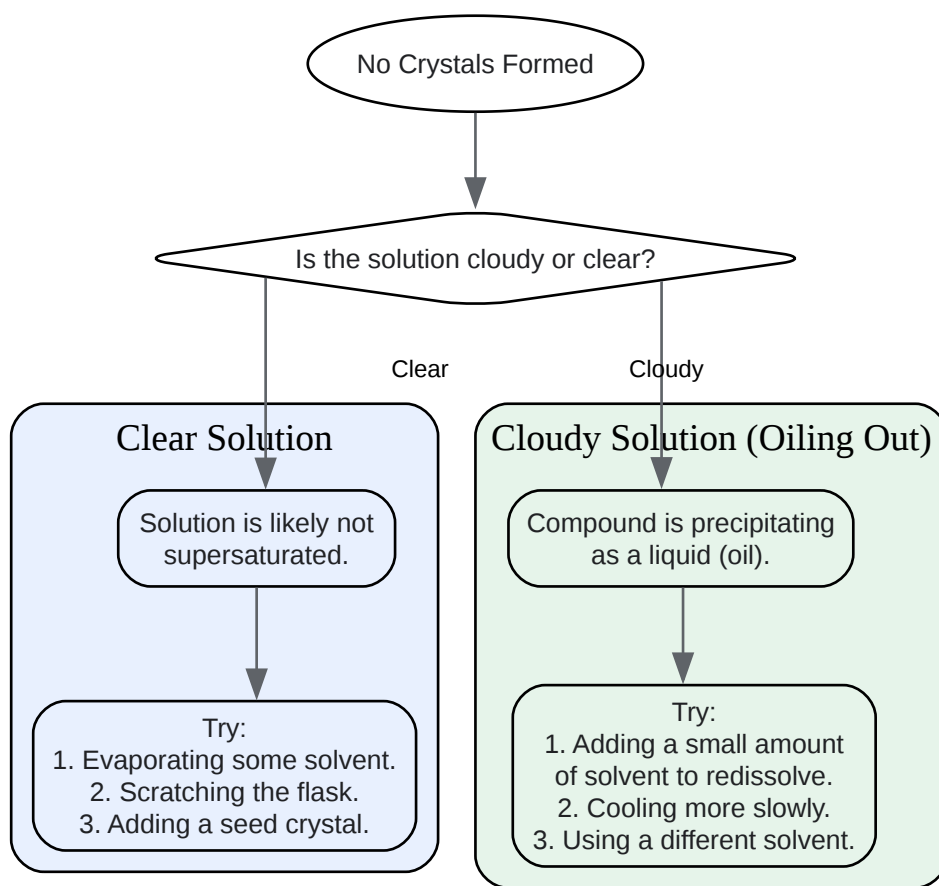 No Crystals Formed
Is the solution cloudy or clear?
Clear
Cloudy
Clear Solution
Solution is likely not
supersaturated.
Try:
1. Evaporating some solvent.
2. Scratching the flask.
3. Adding a seed crystal.
Cloudy Solution (Oiling Out)
Compound is precipitating
as a liquid (oil).
Try:
1. Adding a small amount
of solvent to redissolve.
2. Cooling more slowly.
3. Using a different solvent.